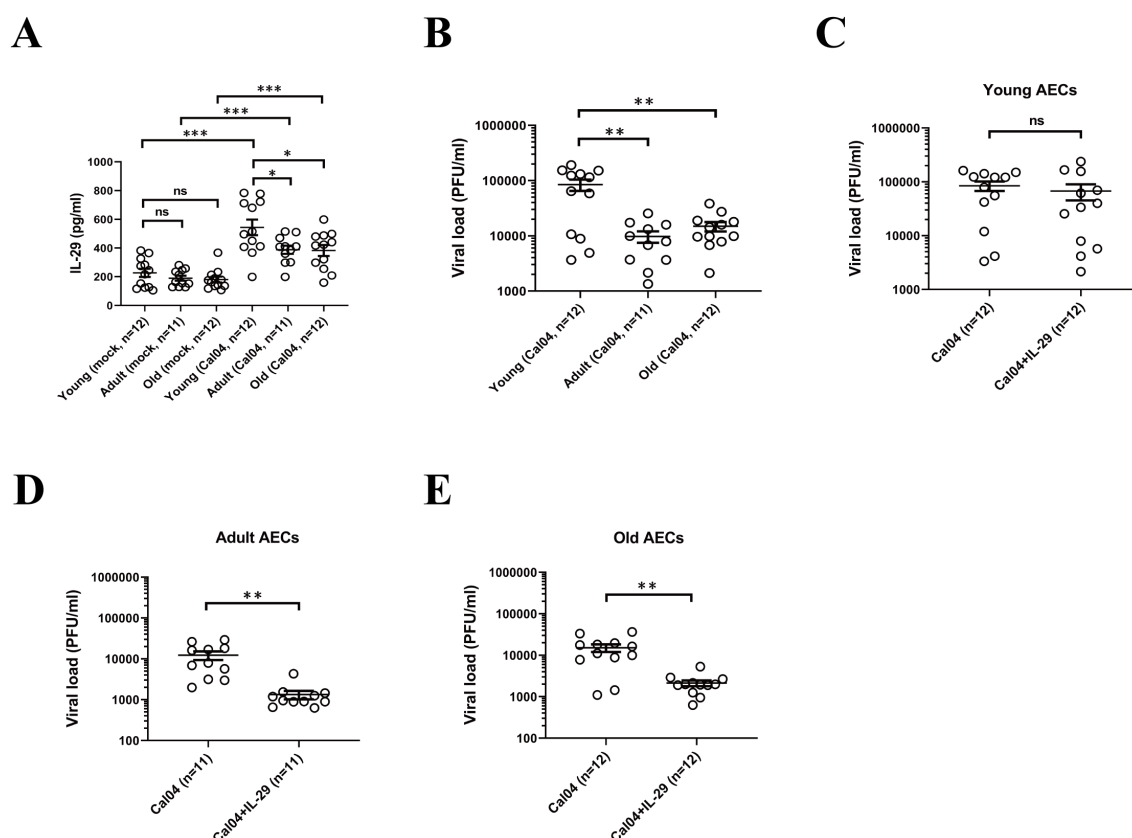 A
B
C
***
***
***
*
*
ns
ns
1000
800
600
400
200
0
IL-29 (pg/ml)
Young (mock, n=12)
Adult (mock, n=11)
Old (mock, n=12)
Young (Cal04, n=12)
Adult (Cal04, n=11)
Old (Cal04, n=12)
**
**
1000000
100000
10000
1000
Viral load (PFU/ml)
Young (Cal04, n=12)
Adult (Cal04, n=11)
Old (Cal04, n=12)
Young AECs
ns
1000000
100000
10000
1000
Viral load (PFU/ml)
Cal04 (n=12)
Cal04+IL-29 (n=12)
D
E
Adult AECs
**
1000000
100000
10000
1000
100
Viral load (PFU/ml)
Cal04 (n=11)
Cal04+IL-29 (n=11)
Old AECs
**
1000000
100000
10000
1000
100
Viral load (PFU/ml)
Cal04 (n=12)
Cal04+IL-29 (n=12)